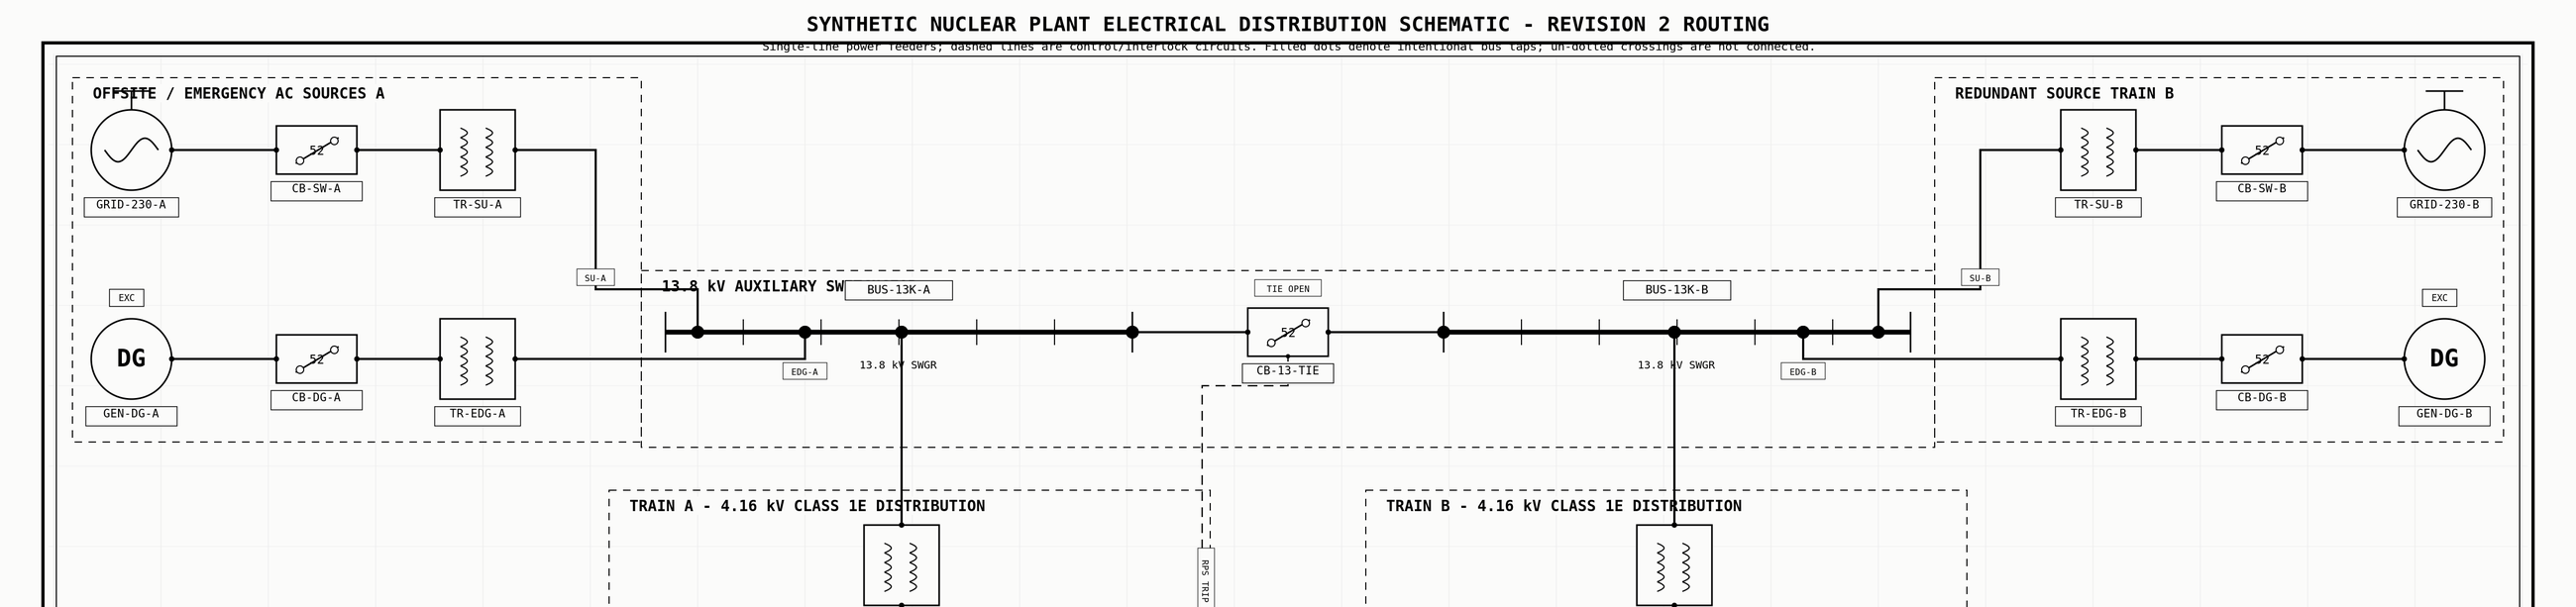 SYNTHETIC NUCLEAR PLANT ELECTRICAL DISTRIBUTION SCHEMATIC - REVISION 2 ROUTING
Single-line power feeders; dashed lines are control/interlock circuits. Filled dots denote intentional bus taps; un-dotted crossings are not connected.
OFFSITE / EMERGENCY AC SOURCES A
REDUNDANT SOURCE TRAIN B
52
52
CB-SW-A
CB-SW-B
GRID-230-A
TR-SU-A
TR-SU-B
GRID-230-B
SU-A
SU-B
13.8 kV AUXILIARY SW
BUS-13K-A
TIE OPEN
BUS-13K-B
EXC
EXC
52
DG
52
52
DG
13.8 kV SWGR
13.8 kV SWGR
EDG-A
CB-13-TIE
EDG-B
CB-DG-A
CB-DG-B
GEN-DG-A
TR-EDG-A
TR-EDG-B
GEN-DG-B
TRAIN A - 4.16 kV CLASS 1E DISTRIBUTION
TRAIN B - 4.16 kV CLASS 1E DISTRIBUTION
RPS TRIP